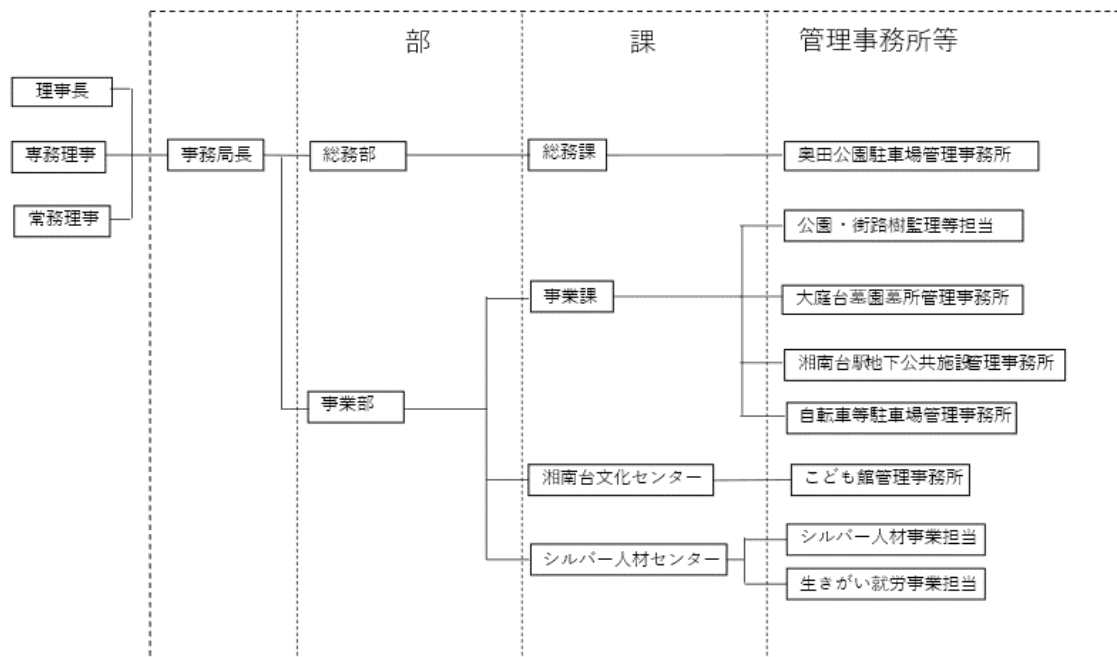 部
課
管理事務所等
理事長
専務理事
常務理事
事務局長
総務部
総務課
奥田公園駐車場管理事務所
事業部
事業課
公園・街路樹監理等担当
大庭台墓園墓所管理事務所
湘南台駅地下公共施設管理事務所
自転車等駐車場管理事務所
湘南台文化センター
こども館管理事務所
シルバー人材センター
シルバー人材事業担当
生きがい就労事業担当